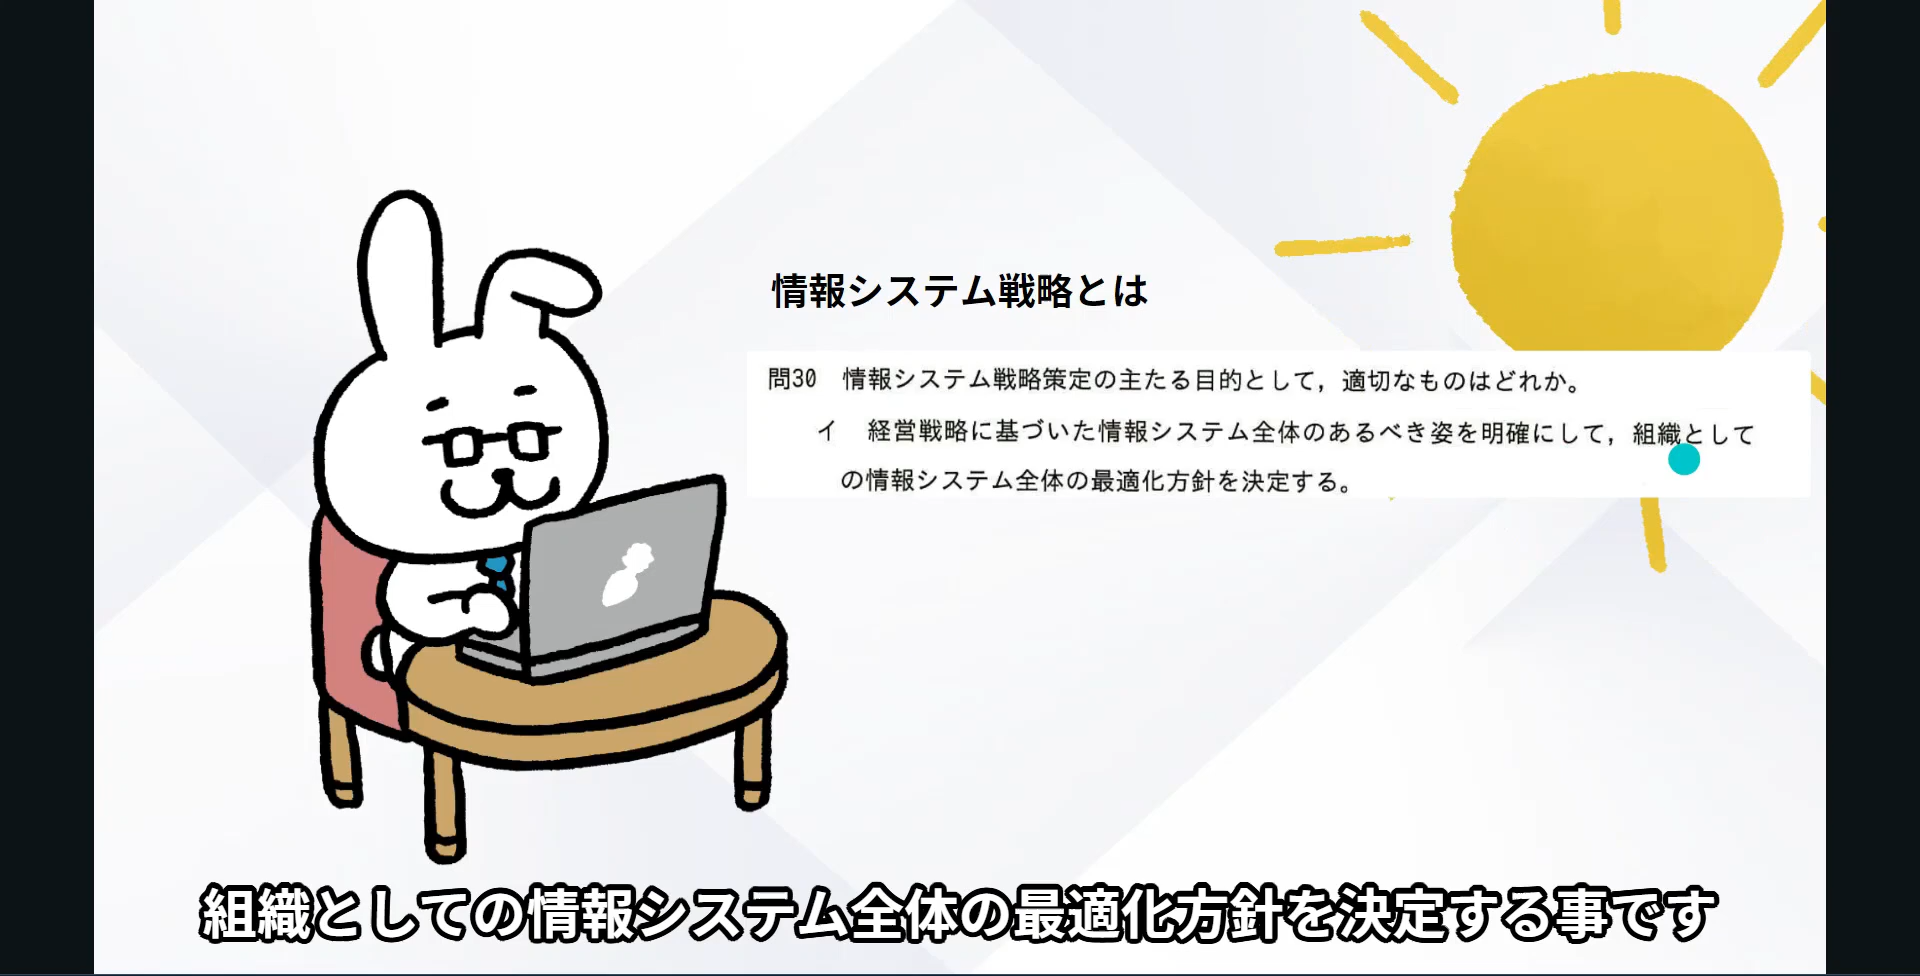 情報システム戦略とは
問30 情報システム戦略策定の主たる目的として，適切なものはどれか。
イ 経営戦略に基づいた情報システム全体のあるべき姿を明確にして，組織として
の情報システム全体の最適化方針を決定する。
組織としての情報システム全体の最適化方針を決定する事です